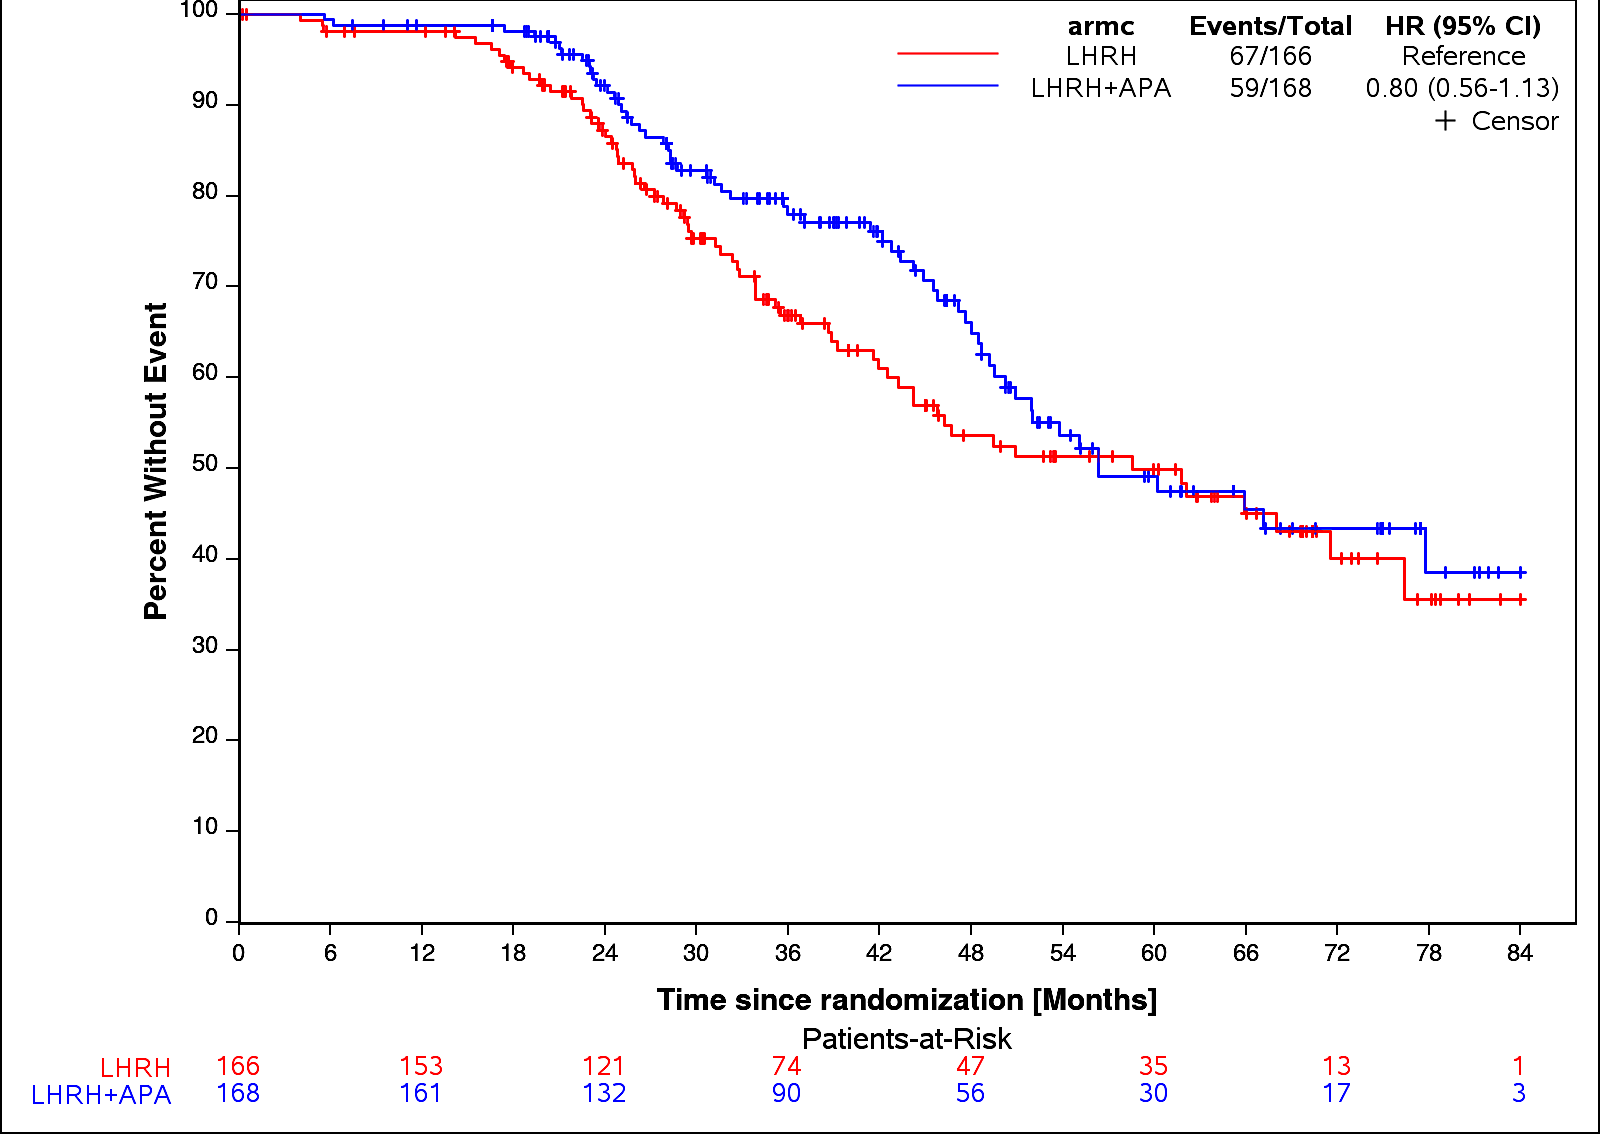 armc Events/Total HR (95% CI)
LHRH 67/166 Reference
LHRH+APA 59/168 0.80 (0.56-1.13)
+ Censor
100
90
80
70
60
50
40
30
20
10
0
Percent Without Event
0 6 12 18 24 30 36 42 48 54 60 66 72 78 84
Time since randomization [Months]
Patients-at-Risk
LHRH 166 153 121 74 47 35 13 1
LHRH+APA 168 161 132 90 56 30 17 3